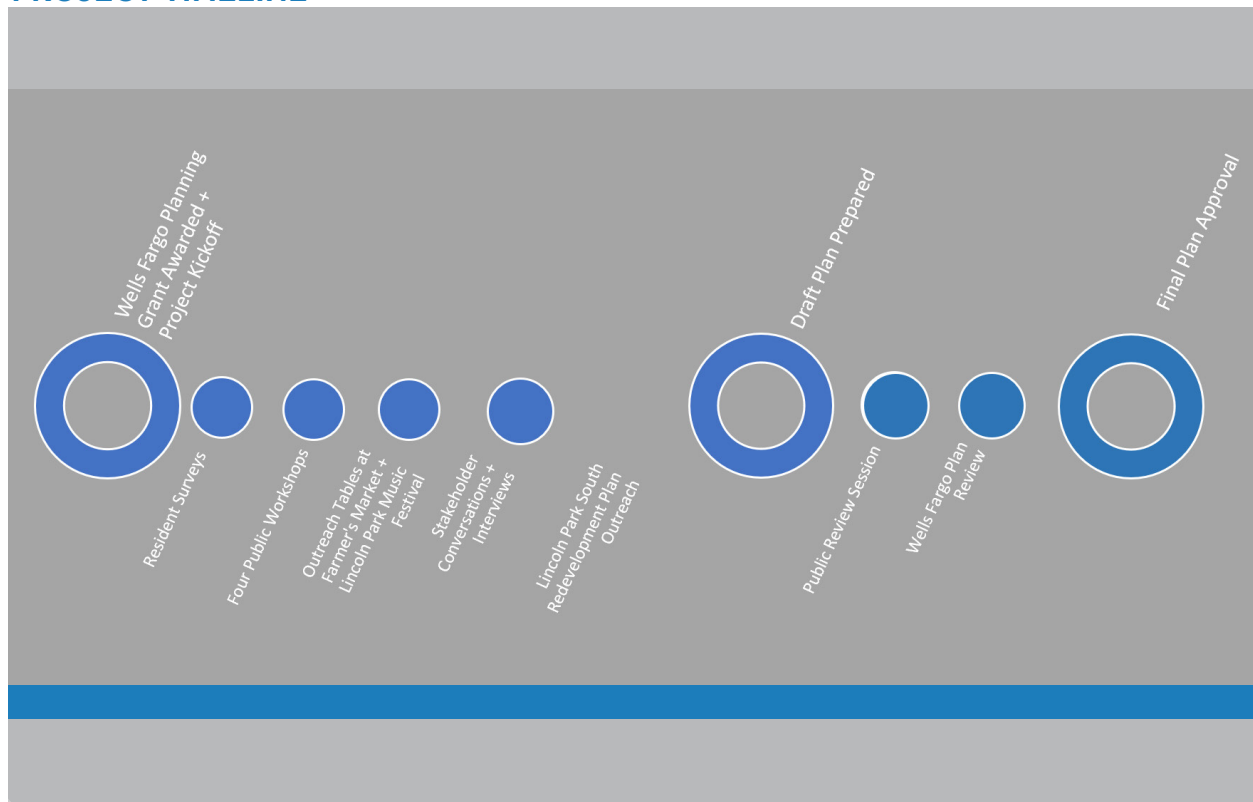 PROJECT TIMELINE
Wells Fargo Planning
Grant Awarded +
Project Kickoff
Resident Surveys
Four Public Workshops
Outreach Tables at
Farmer's Market +
Lincoln Park Music
Festival
Stakeholder
Conversations +
Interviews
Lincoln Park South
Redevelopment Plan
Outreach
Draft Plan Prepared
Public Review Session
Wells Fargo Plan
Review
Final Plan Approval